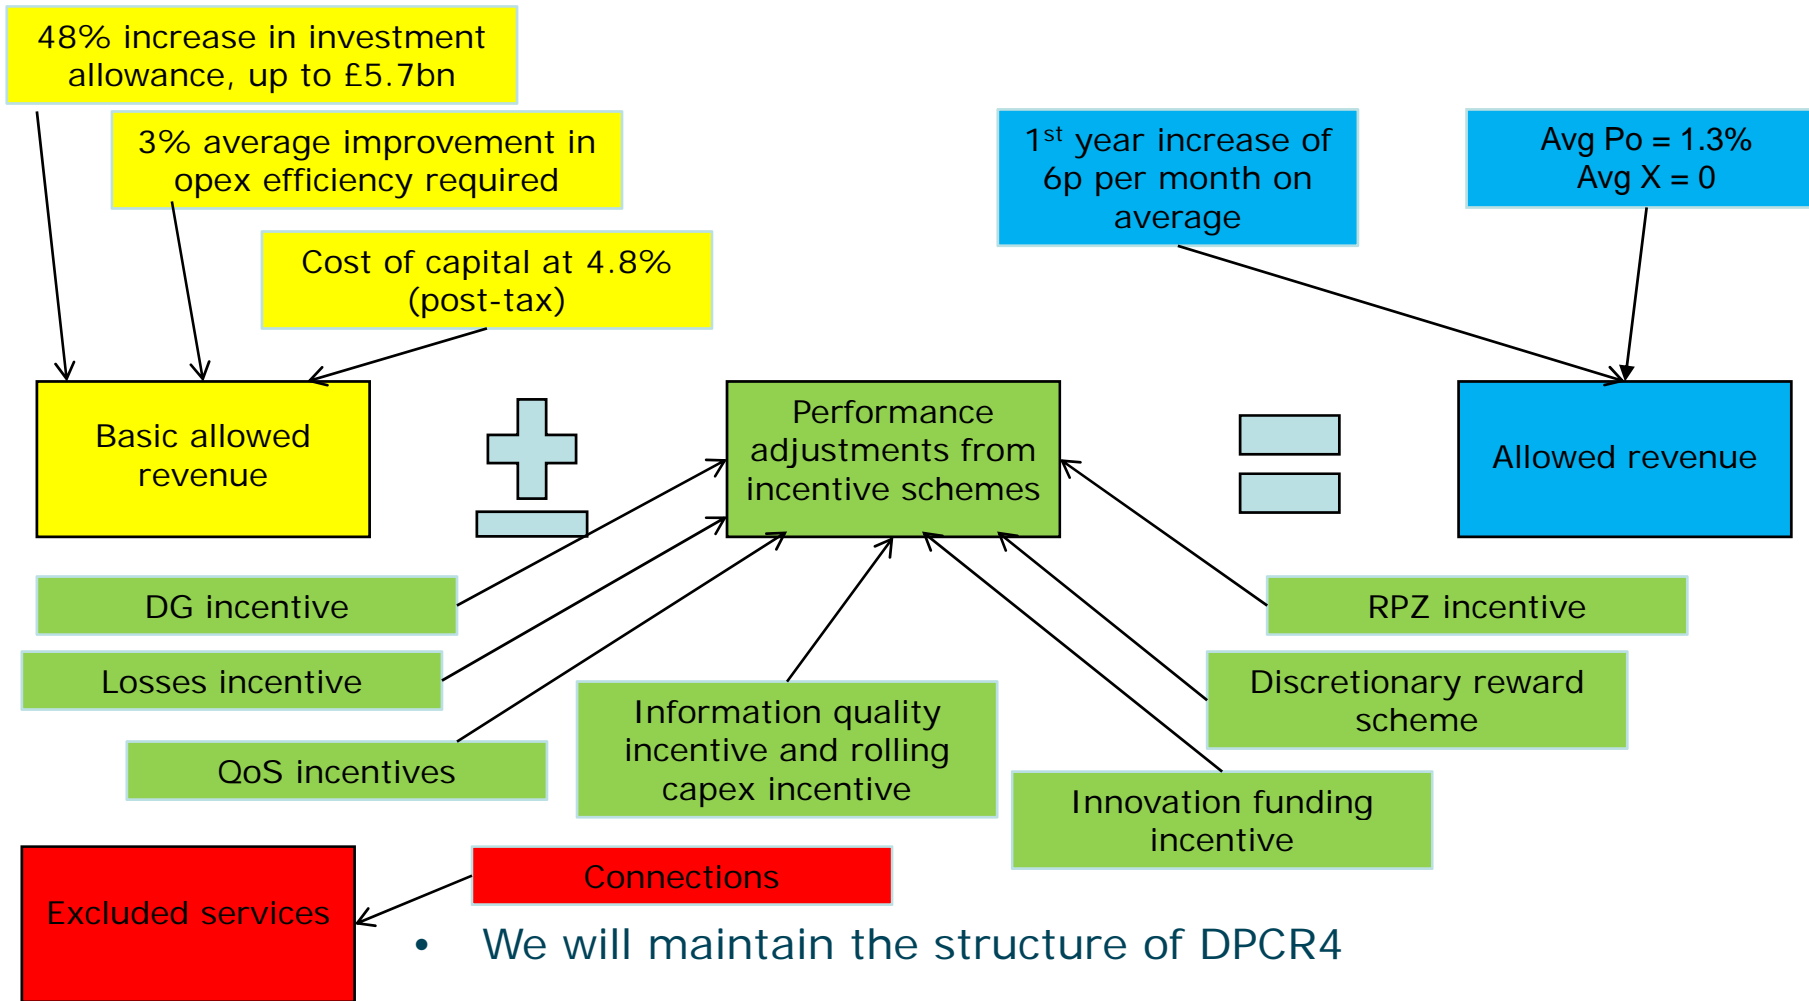 48% increase in investment
allowance, up to £5.7bn
3% average improvement in
opex efficiency required
Cost of capital at 4.8%
(post-tax)
1st year increase of
6p per month on
average
Avg Po = 1.3%
Avg X = 0
Basic allowed
revenue
Performance
adjustments from
incentive schemes
Allowed revenue
DG incentive
Losses incentive
QoS incentives
Information quality
incentive and rolling
capex incentive
RPZ incentive
Discretionary reward
scheme
Innovation funding
incentive
Excluded services
Connections
• We will maintain the structure of DPCR4